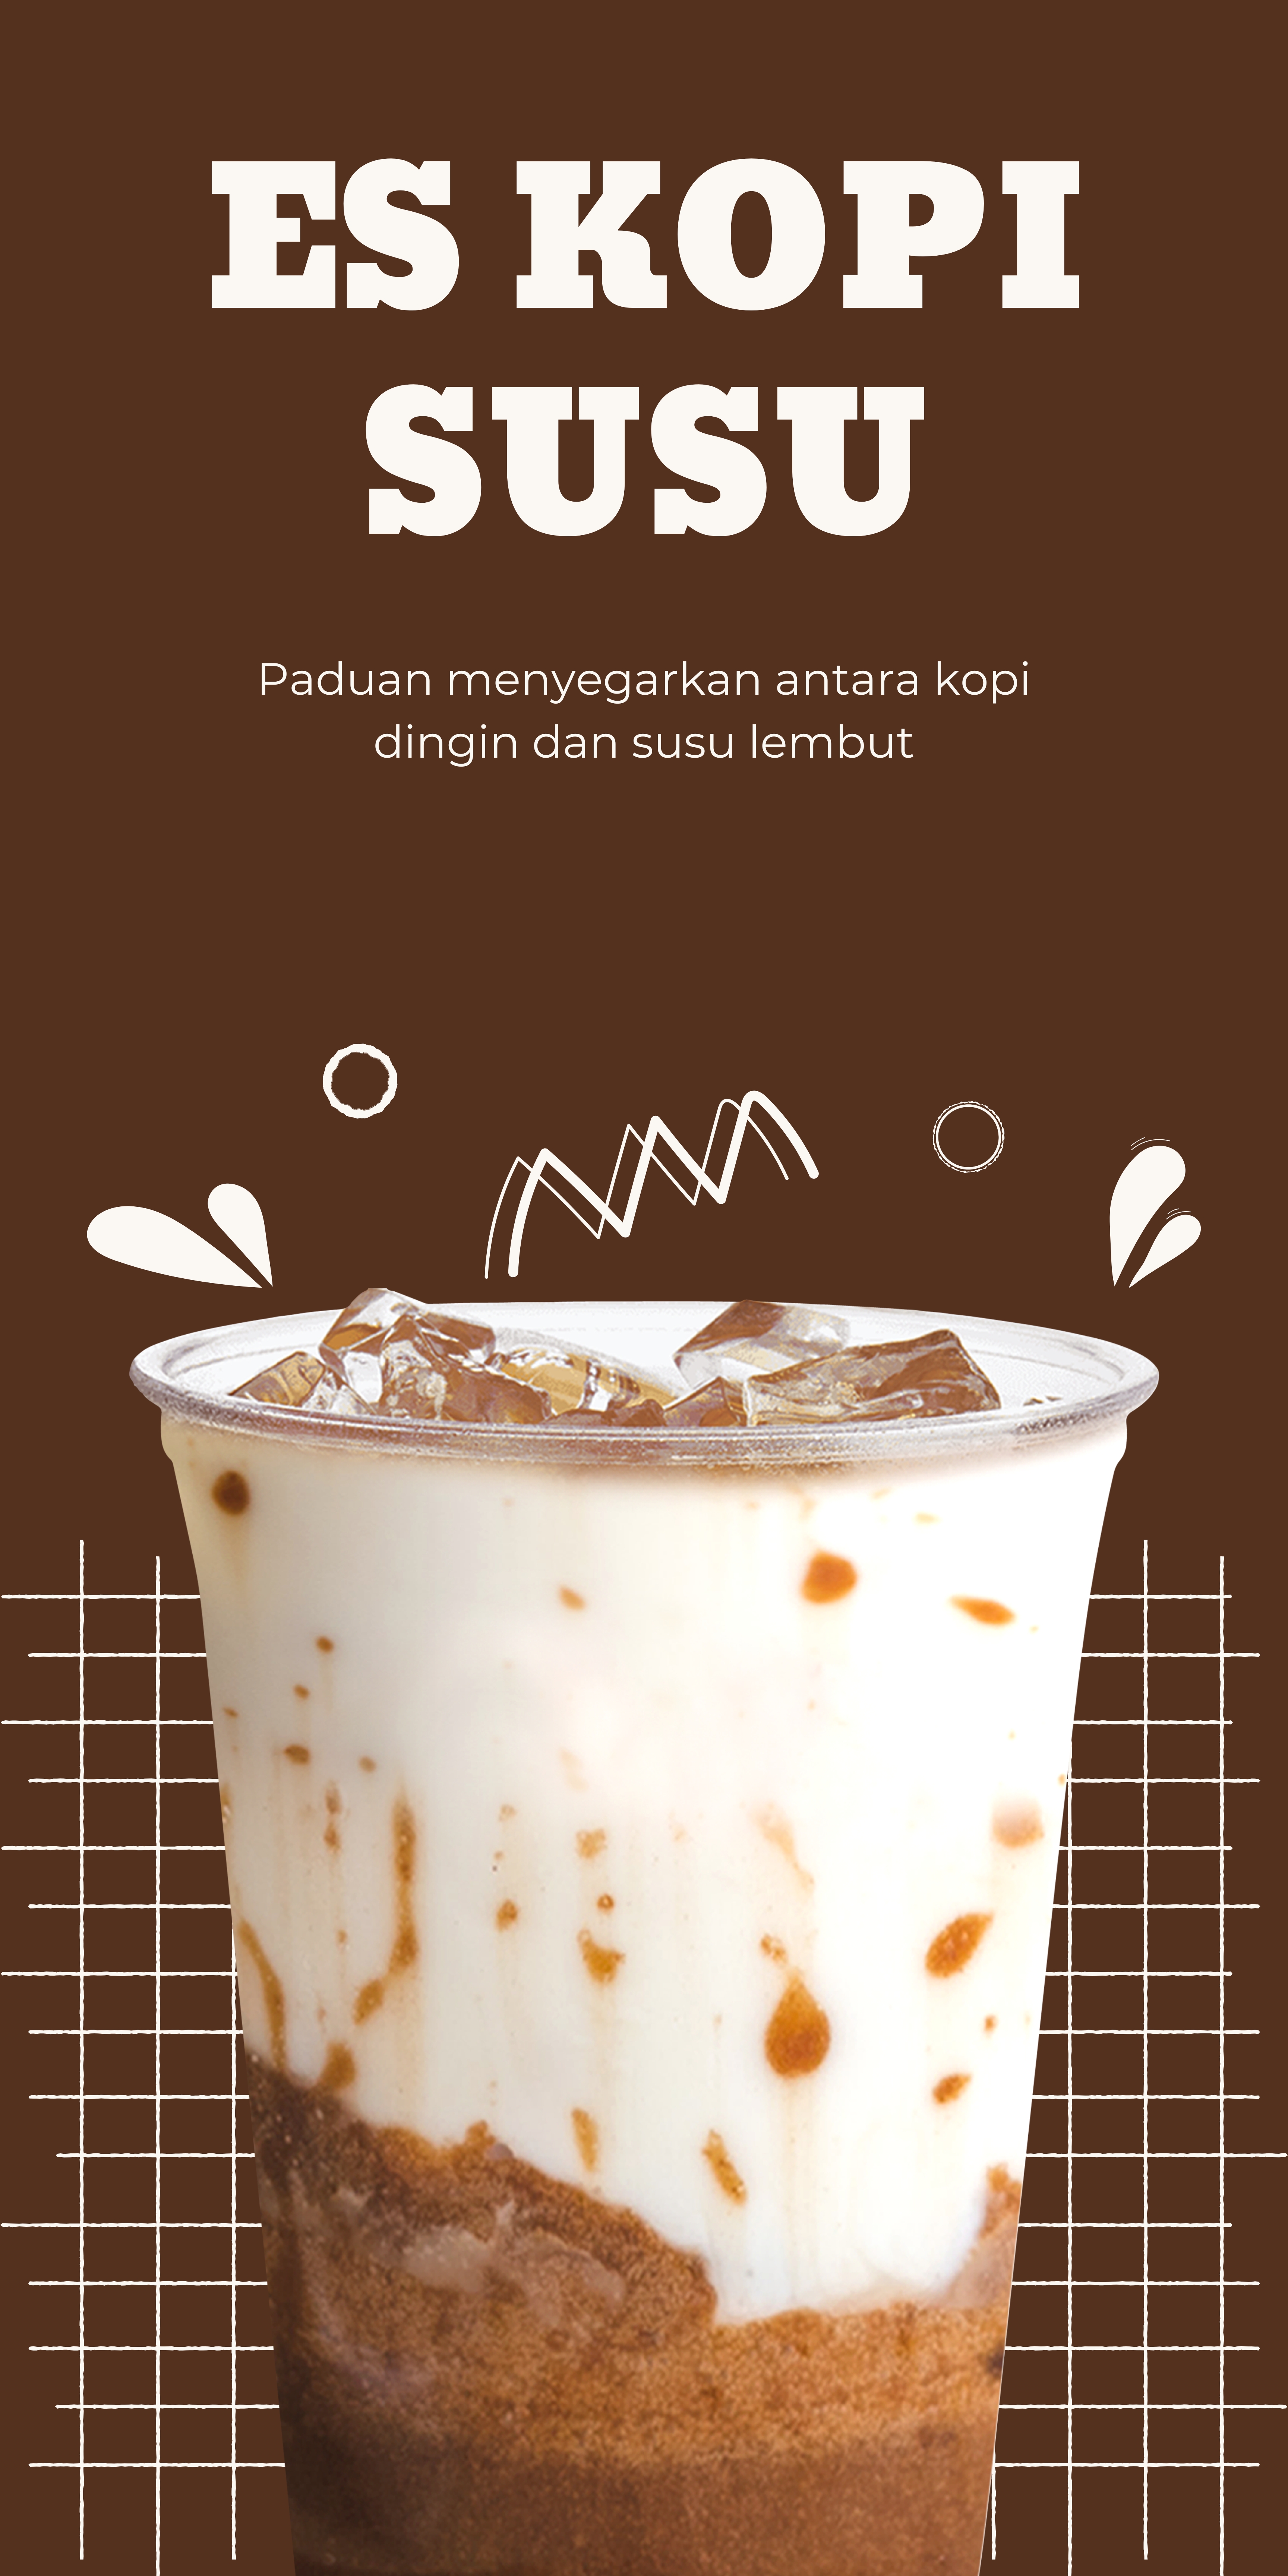 ES KOPI
SUSU
Paduan menyegarkan antara kopi
dingin dan susu lembut